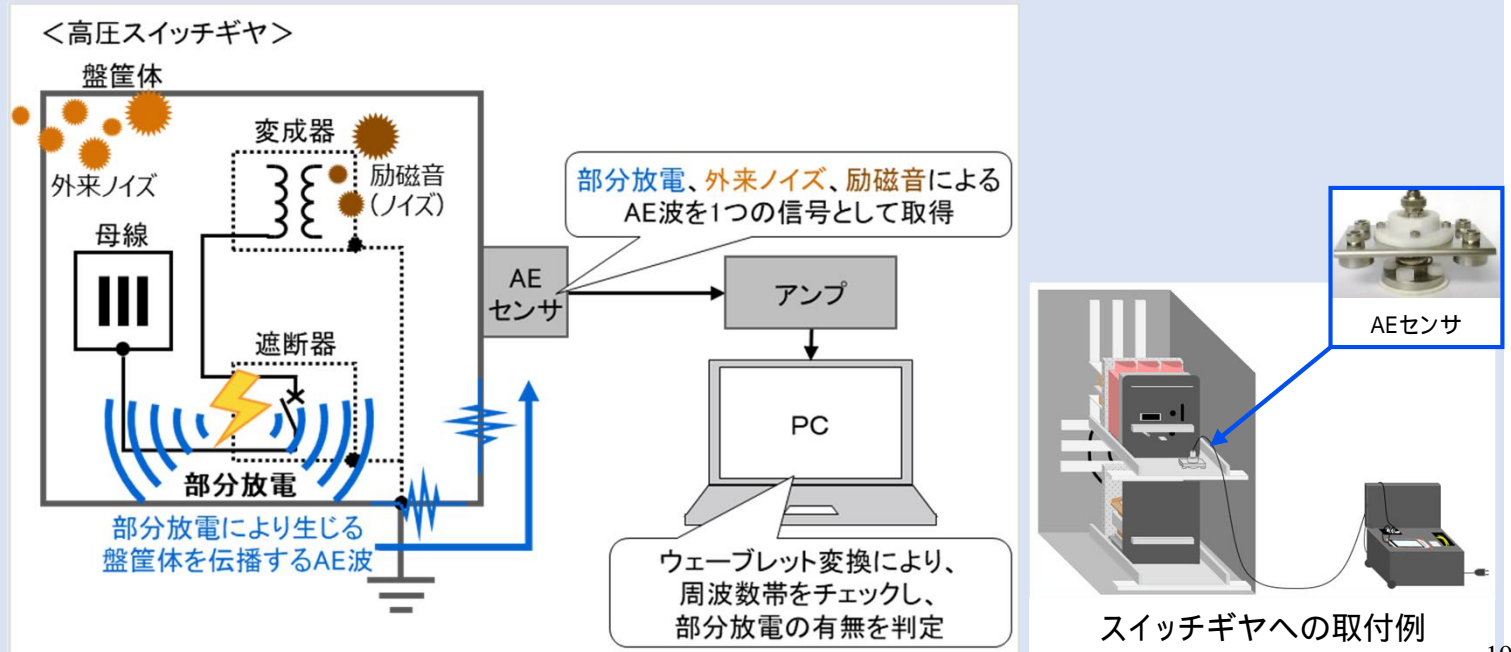 ＜高圧スイッチギヤ＞
盤筐体
外来ノイズ
変成器
励磁音
(ノイズ)
母線
遮断器
部分放電
部分放電により生じる
盤筐体を伝播するAE波
AE
センサ
部分放電、外来ノイズ、励磁音による
AE波を1つの信号として取得
アンプ
PC
ウェーブレット変換により、
周波数帯をチェックし、
部分放電の有無を判定
AEセンサ
スイッチギヤへの取付例